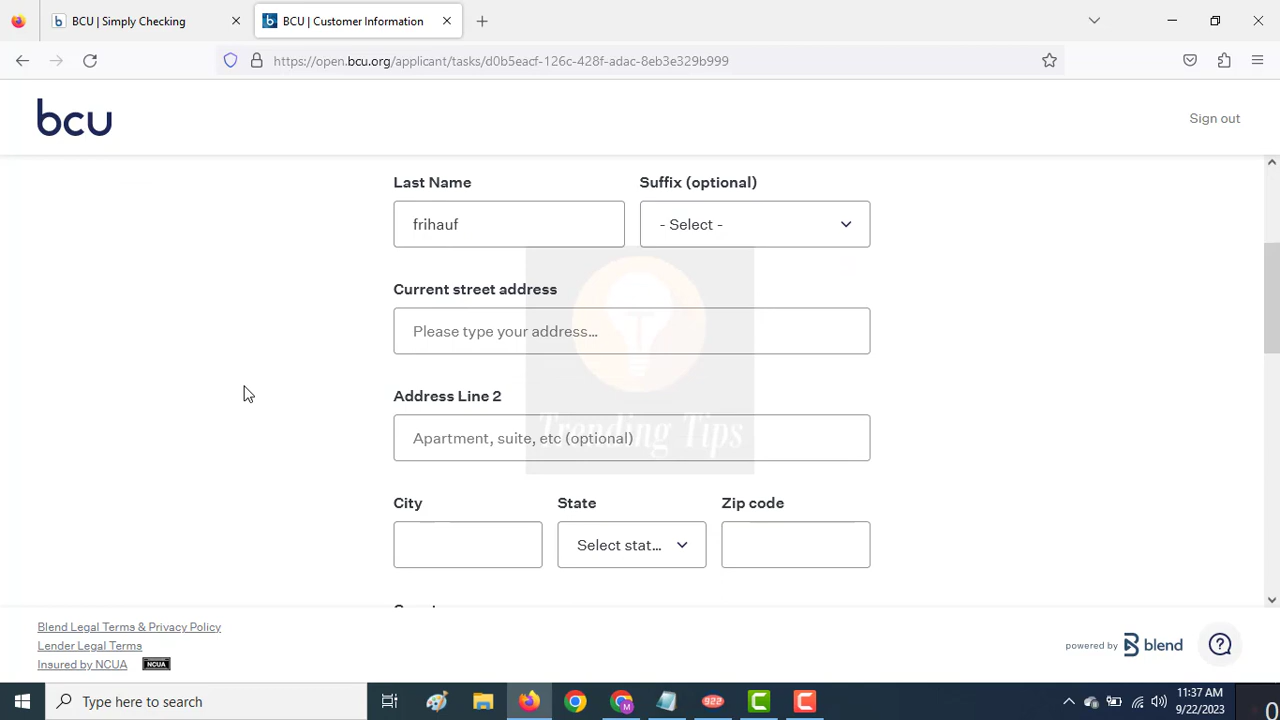 BCU | Simply Checking
BCU | Customer Information
https://open.bcu.org/applicant/tasks/d0b5eacf-126c-428f-adac-8eb3e329b999
bcu
Sign out
Last Name
Suffix (optional)
frihauf
- Select -
Current street address
Please type your address...
Address Line 2
Apartment, suite, etc (optional)
Trending Tips
City
State
Zip code
Select stat...
Blend Legal Terms & Privacy Policy
Lender Legal Terms
Insured by NCUA
NCUA
powered by
blend
Type here to search
922
11:37 AM
9/22/2023